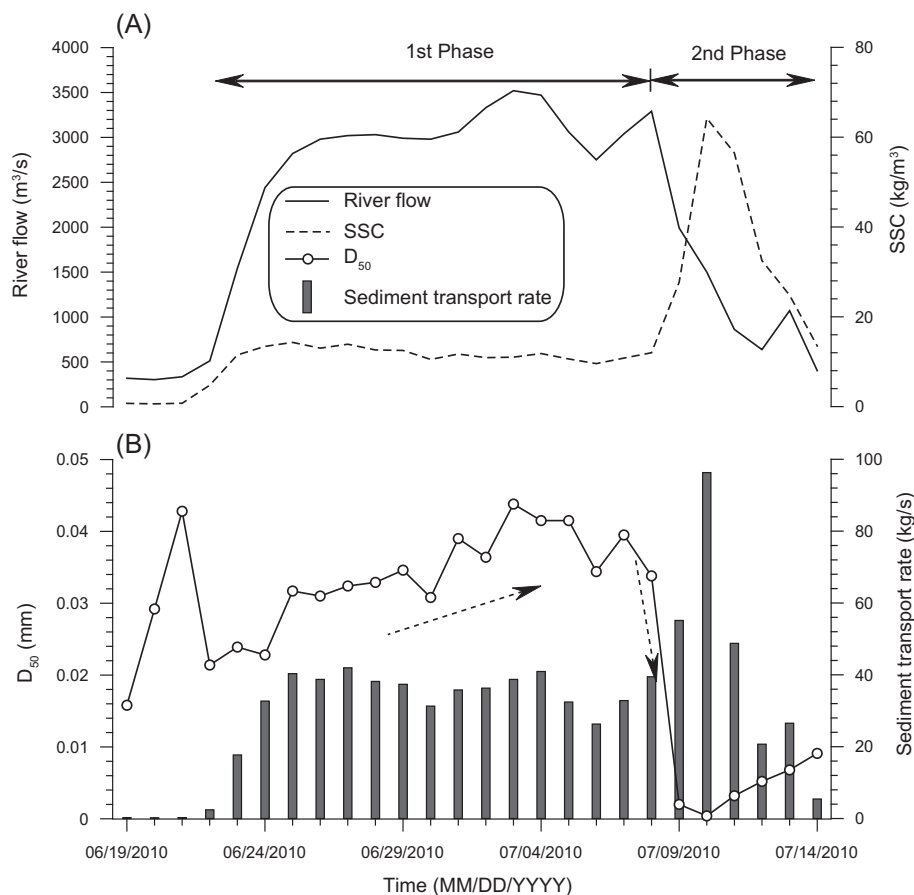 (A)
1st Phase
2nd Phase
4000
3500
3000
2500
2000
1500
1000
500
0
River flow (m³/s)
80
60
40
20
0
SSC (kg/m³)
River flow
SSC
D₅₀
Sediment transport rate
(B)
0.05
0.04
0.03
0.02
0.01
0
D₅₀ (mm)
100
80
60
40
20
0
Sediment transport rate (kg/s)
06/19/2010 06/24/2010 06/29/2010 07/04/2010 07/09/2010 07/14/2010
Time (MM/DD/YYYY)